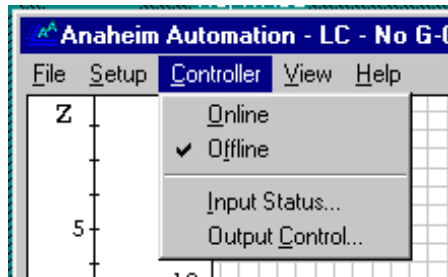 Anaheim Automation - LC - No G-C
File Setup Controller View Help
Z
Online
Offline
Input Status...
5
Output Control...
10